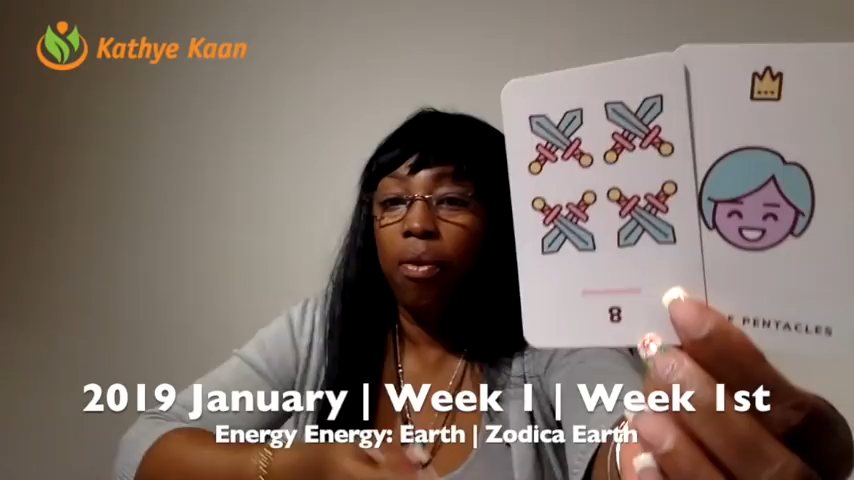 Kathye Kaan
8
F PENTACLES
2019 January | Week 1 | Week 1st
Energy Energy: Earth | Zodica Earth